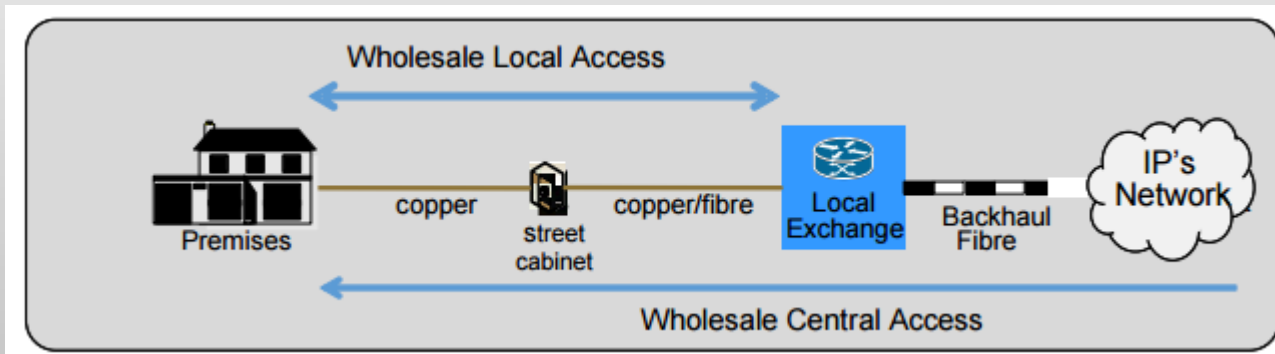 Wholesale Local Access
Premises
copper
street
cabinet
copper/fibre
Local
Exchange
Backhaul
Fibre
IP's
Network
Wholesale Central Access